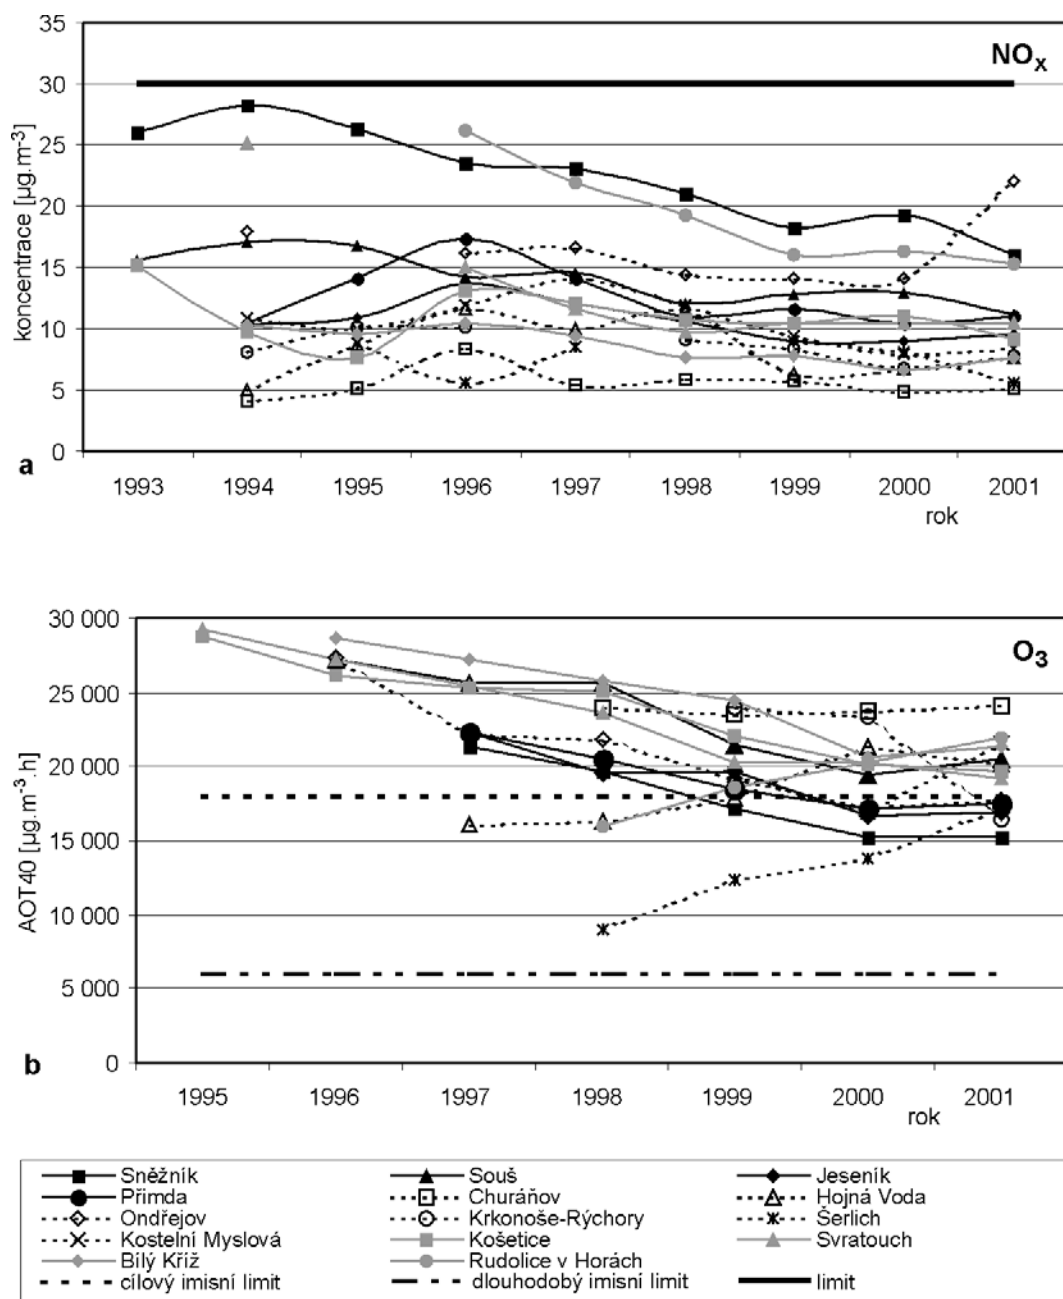 35
NOx
30
25
20
15
10
5
0
koncentrace [µg.m-3]
a
1993 1994 1995 1996 1997 1998 1999 2000 2001
rok
30 000
O3
25 000
20 000
15 000
10 000
5 000
0
AOT40 [µg.m-3.h]
b
1995 1996 1997 1998 1999 2000 2001
rok
Sněžník Souš Jeseník
Přimda Churáňov Hojná Voda
Ondřejov Krkonoše-Rýchory Šerlich
Kostelní Myslová Košetice Svratouch
Bílý Kříž Rudolice v Horách
cílový imisní limit dlouhodobý imisní limit limit